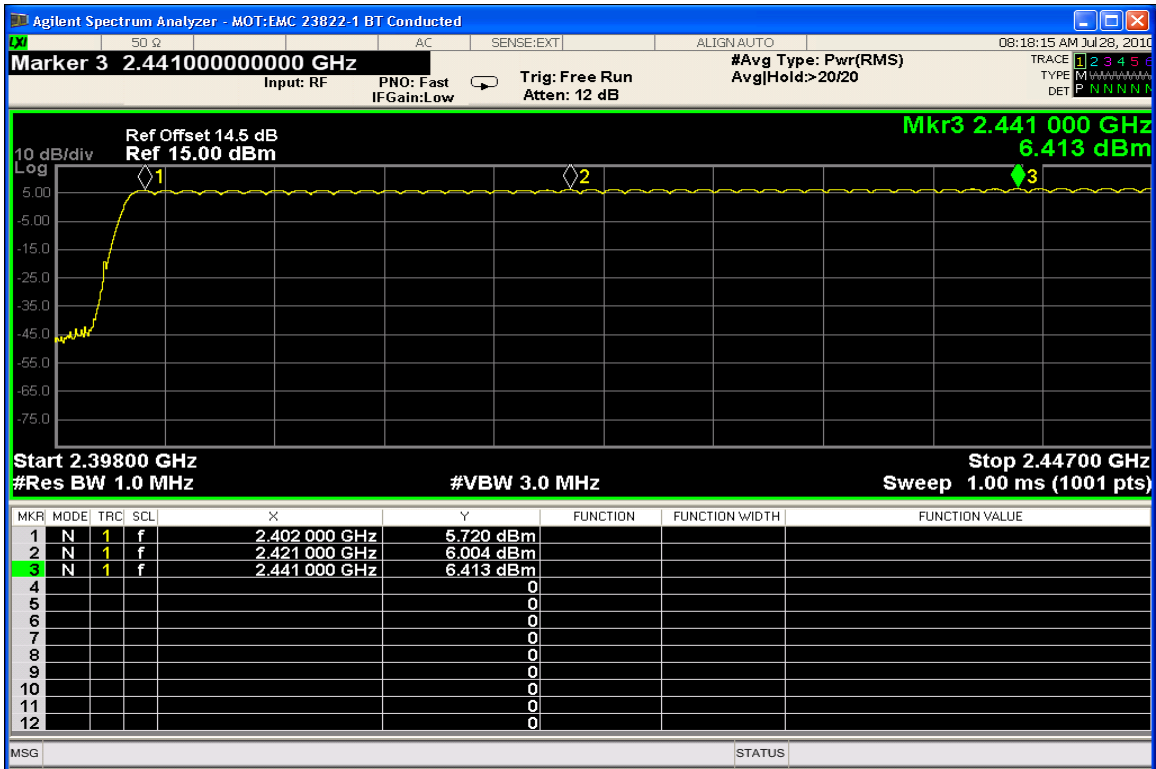 Agilent Spectrum Analyzer - MOT:EMC 23822-1 BT Conducted
LXI 50 Ω AC SENSE:EXT ALIGN AUTO 08:18:15 AM Jul 28, 2010
Marker 3 2.441000000000 GHz
Input: RF PNO: Fast IFGain:Low
Trig: Free Run
Atten: 12 dB
#Avg Type: Pwr(RMS)
Avg|Hold:>20/20
TRACE 1 2 3 4 5 6
TYPE M
DET P N N N N N
Mkr3 2.441 000 GHz
6.413 dBm
Ref Offset 14.5 dB
10 dB/div Ref 15.00 dBm
Log
1 2 3
5.00
-5.00
-15.0
-25.0
-35.0
-45.0
-55.0
-65.0
-75.0
Start 2.39800 GHz Stop 2.44700 GHz
#Res BW 1.0 MHz #VBW 3.0 MHz Sweep 1.00 ms (1001 pts)
MKR MODE TRC SCL X Y FUNCTION FUNCTION WIDTH FUNCTION VALUE
1 N 1 f 2.402 000 GHz 5.720 dBm
2 N 1 f 2.421 000 GHz 6.004 dBm
3 N 1 f 2.441 000 GHz 6.413 dBm
4 0
5 0
6 0
7 0
8 0
9 0
10 0
11 0
12 0
MSG STATUS